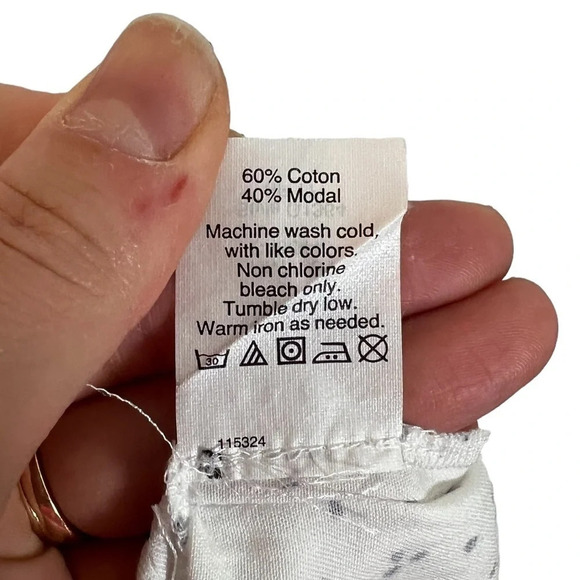 60% Coton
40% Modal
Machine wash cold,
with like colors.
Non chlorine
bleach only.
Tumble dry low.
Warm iron as needed.
30
115324